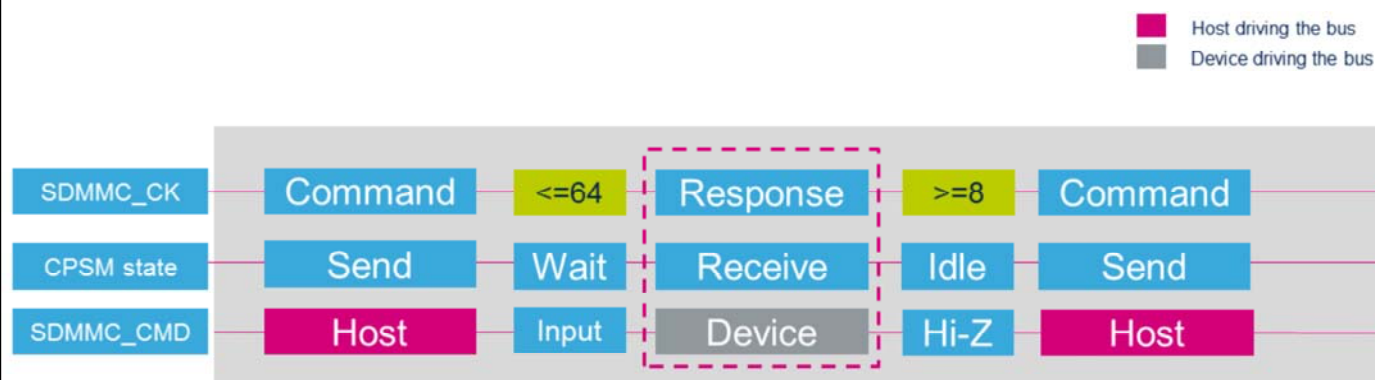 Host driving the bus
Device driving the bus
SDMMC_CK Command <=64 Response >=8 Command
CPSM state Send Wait Receive Idle Send
SDMMC_CMD Host Input Device Hi-Z Host